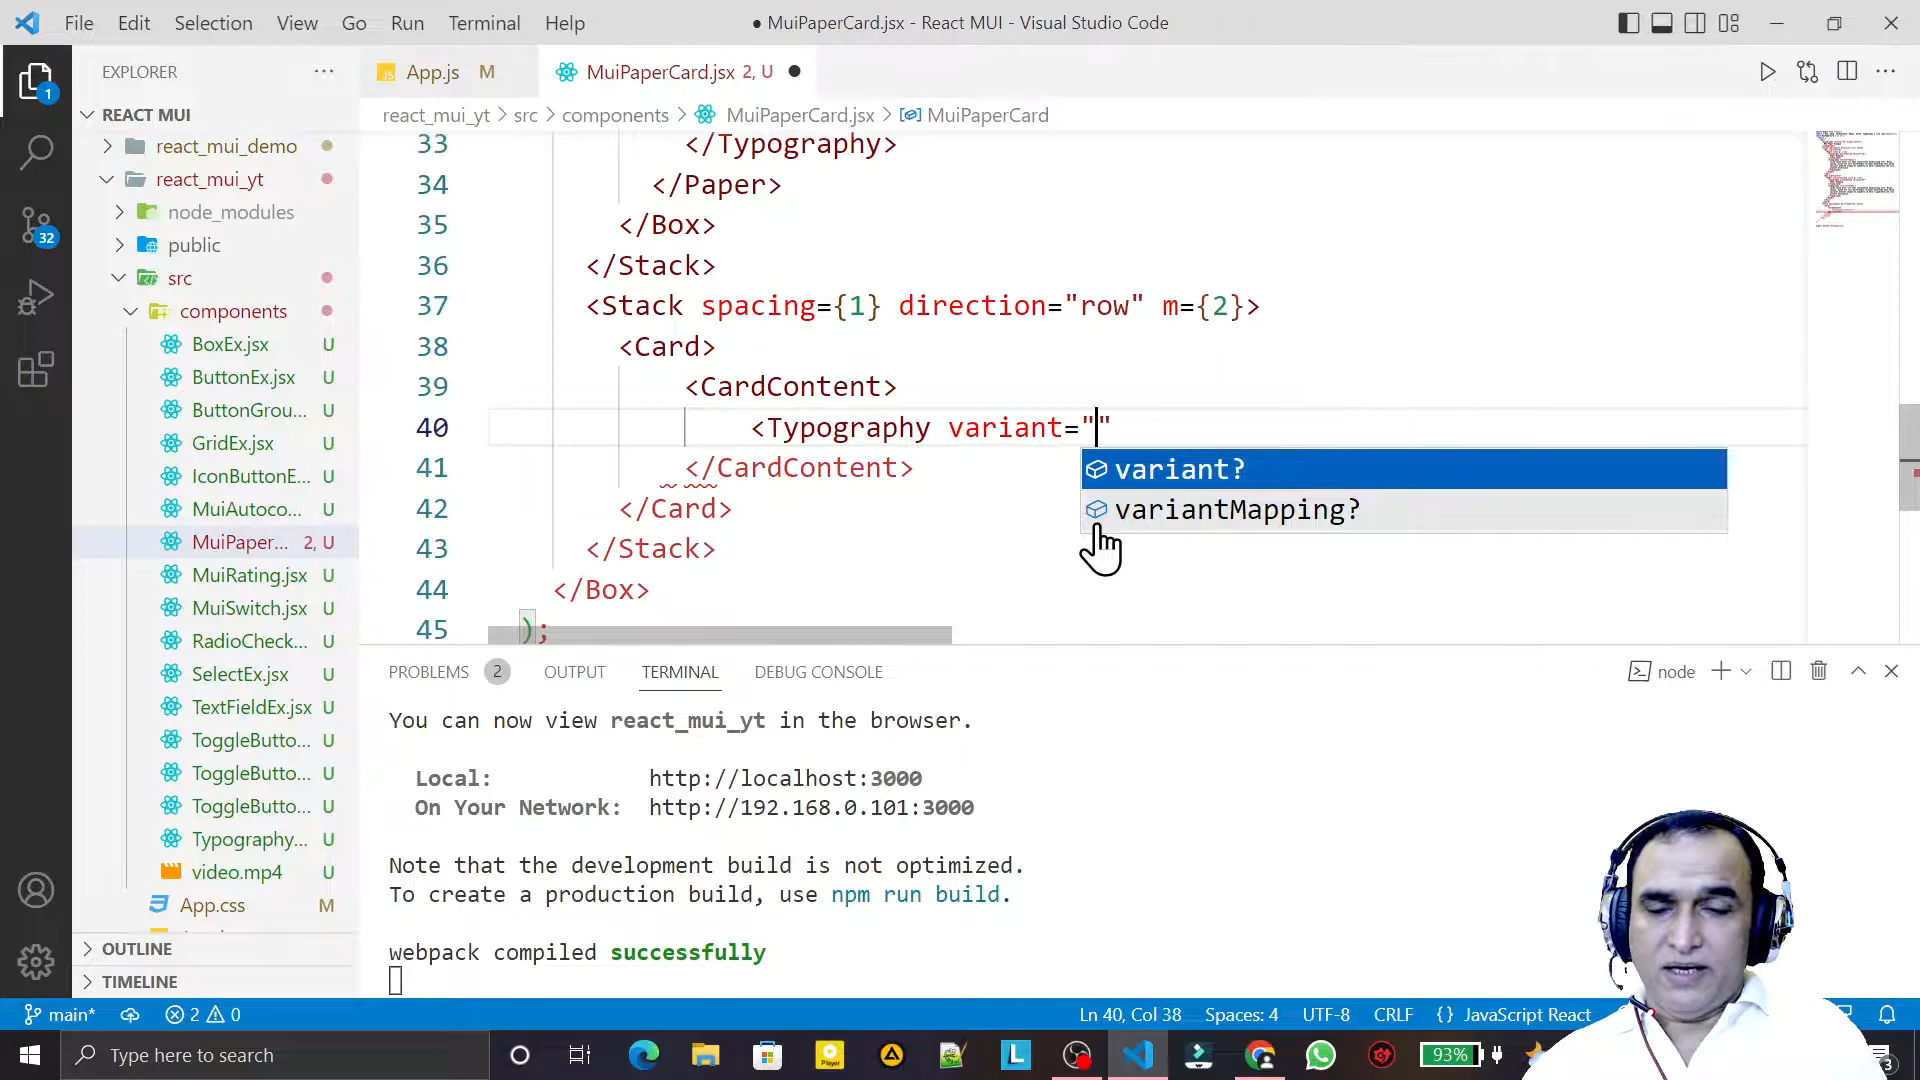 File Edit Selection View Go Run Terminal Help
● MuiPaperCard.jsx - React MUI - Visual Studio Code
EXPLORER
App.js M
MuiPaperCard.jsx 2, U
REACT MUI
react_mui_yt > src > components > MuiPaperCard.jsx > MuiPaperCard
react_mui_demo
react_mui_yt
node_modules
public
src
components
BoxEx.jsx U
ButtonEx.jsx U
ButtonGrou... U
GridEx.jsx U
IconButtonE... U
MuiAutoco... U
MuiPaper... 2, U
MuiRating.jsx U
MuiSwitch.jsx U
RadioCheck... U
SelectEx.jsx U
TextFieldEx.jsx U
ToggleButto... U
ToggleButto... U
ToggleButto... U
Typography... U
video.mp4 U
App.css M
OUTLINE
TIMELINE
1
32
33 </Typography>
34 </Paper>
35 </Box>
36 </Stack>
37 <Stack spacing={1} direction="row" m={2}>
38 <Card>
39 <CardContent>
40 <Typography variant=""
41 </CardContent>
42 </Card>
43 </Stack>
44 </Box>
45 );
variant?
variantMapping?
PROBLEMS 2 OUTPUT TERMINAL DEBUG CONSOLE
node
You can now view react_mui_yt in the browser.
Local: http://localhost:3000
On Your Network: http://192.168.0.101:3000
Note that the development build is not optimized.
To create a production build, use npm run build.
webpack compiled successfully
main* 2 0
Ln 40, Col 38 Spaces: 4 UTF-8 CRLF {} JavaScript React
Type here to search
Player
L
93%
3